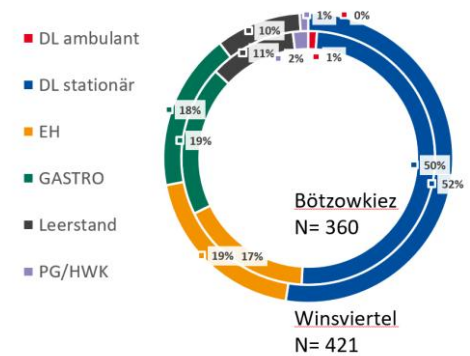 DL ambulant
DL stationär
EH
GASTRO
Leerstand
PG/HWK
1%
0%
10%
11%
2%
1%
18%
19%
50%
52%
19%
17%
Bötzowkiez
N= 360
Winsviertel
N= 421